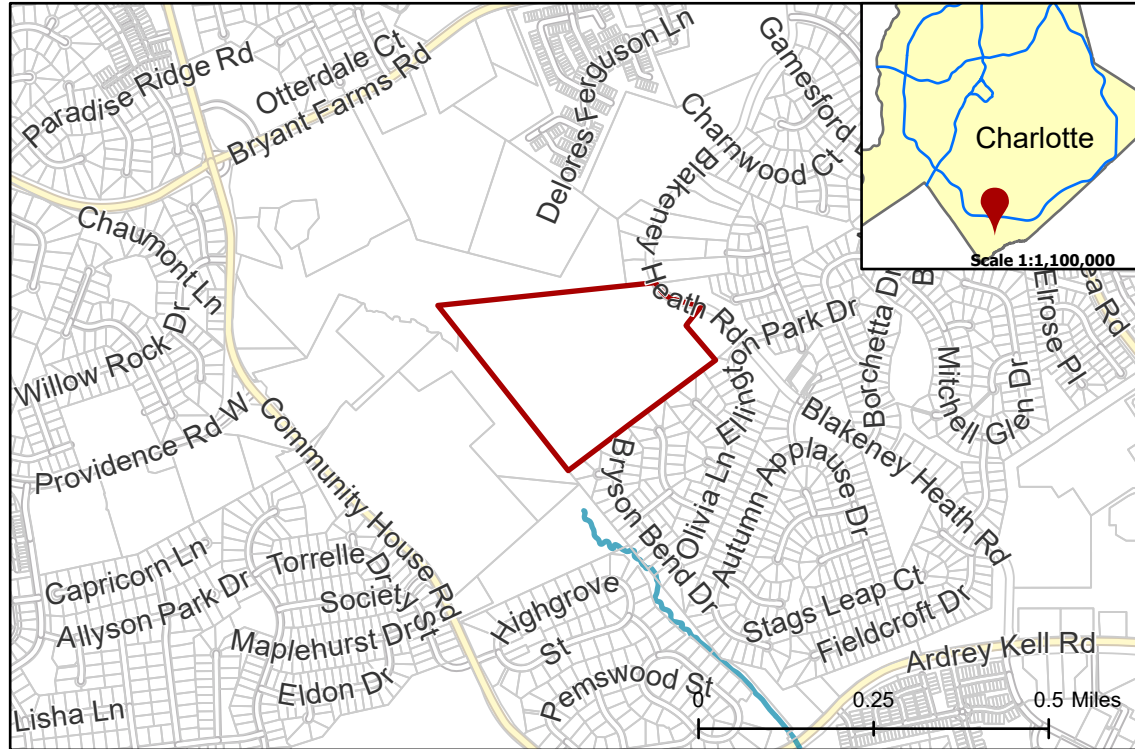 Paradise Ridge Rd
Otterdale Ct
Bryant Farms Rd
Delores Ferguson Ln
Gamesford
Charnwood Ct
Blakeney Heath Rd
Charlotte
Scale 1:1,100,000
Chaumont Ln
Willow Rock Dr
Providence Rd W
Community House Rd
Ellington Park Dr
Borchetta Dr
B
Mitchell Glen Dr
Elrose Pl
ea Rd
Blakeney Heath Rd
Bryson Bend Dr
Olivia Ln
Autumn Applause Dr
Capricorn Ln
Allyson Park Dr
Torrelle Dr
Society St
Maplehurst Dr
Eldon Dr
Lisha Ln
Highgrove St
Pemswood St
Stags Leap Ct
Fieldcroft Dr
Ardrey Kell Rd
0 0.25 0.5 Miles